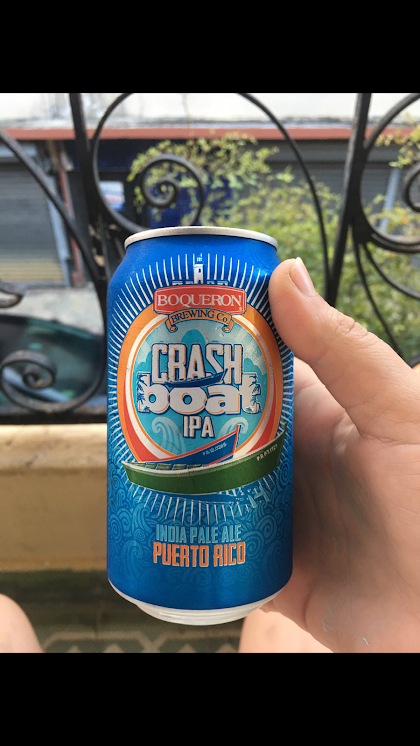 BOQUERON
BREWING Co.
CRASH
boat
IPA
INDIA PALE ALE
PUERTO RICO